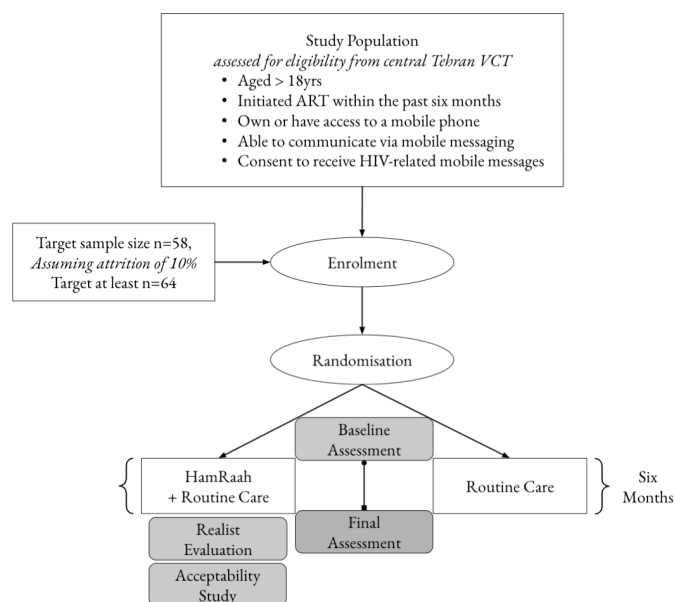 Study Population
assessed for eligibility from central Tehran VCT
• Aged > 18yrs
• Initiated ART within the past six months
• Own or have access to a mobile phone
• Able to communicate via mobile messaging
• Consent to receive HIV-related mobile messages
Target sample size n=58,
Assuming attrition of 10%
Target at least n=64
Enrolment
Randomisation
Baseline
Assessment
HamRaah
+ Routine Care
Routine Care
Six
Months
Realist
Evaluation
Final
Assessment
Acceptability
Study